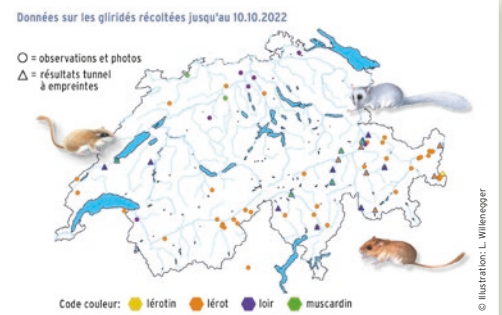 Données sur les gliridés récoltées jusqu'au 10.10.2022
= observations et photos
= résultats tunnel
à empreintes
© Illustration: L. Willenegger
Code couleur: lérotin lérot loir muscardin